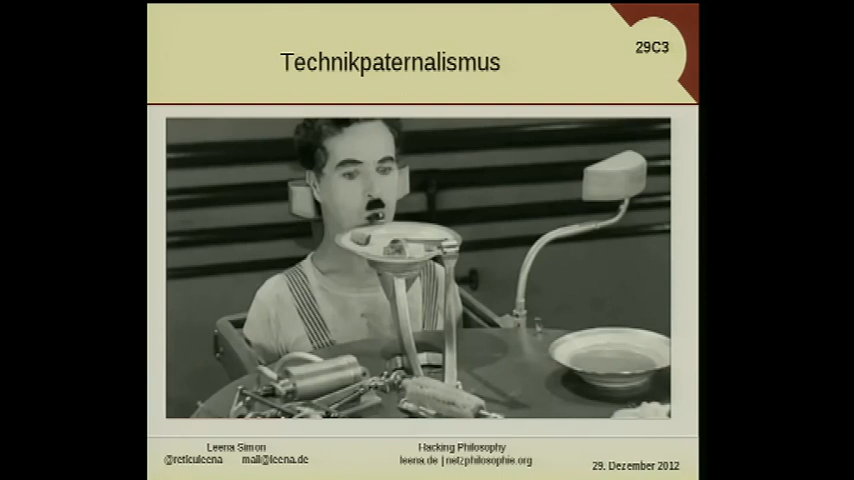 29C3
Technikpaternalismus
Leena Simon
@reticuleena mail@leena.de
Hacking Philosophy
leena.de | netzphilosophie.org
29. Dezember 2012